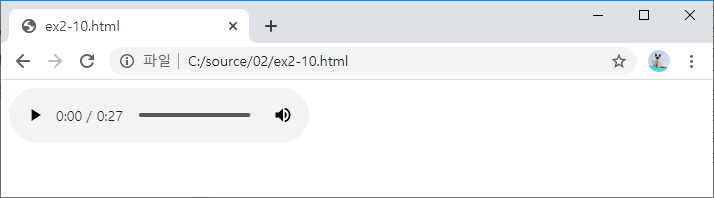 ex2-10.html
파일 C:/source/02/ex2-10.html
0:00 / 0:27